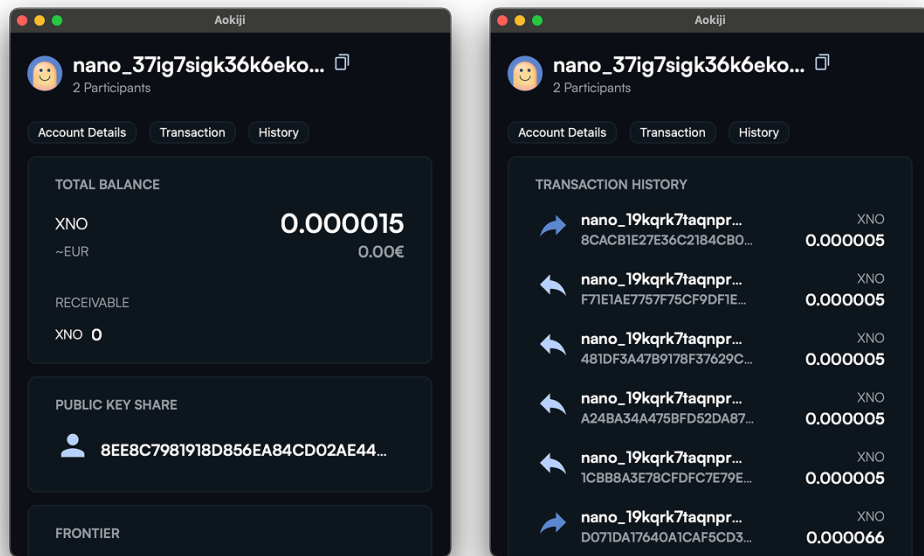 Aokiji
nano_37ig7sigk36k6eko...
2 Participants
Account Details Transaction History
TOTAL BALANCE
XNO 0.000015
~EUR 0.00€
RECEIVABLE
XNO 0
PUBLIC KEY SHARE
8EE8C7981918D856EA84CD02AE44...
FRONTIER
Aokiji
nano_37ig7sigk36k6eko...
2 Participants
Account Details Transaction History
TRANSACTION HISTORY
nano_19kqrk7taqnpr... XNO
8CACB1E27E36C2184CB0... 0.000005
nano_19kqrk7taqnpr... XNO
F71E1AE7757F75CF9DF1E... 0.000005
nano_19kqrk7taqnpr... XNO
481DF3A47B9178F37629C... 0.000005
nano_19kqrk7taqnpr... XNO
A24BA34A475BFD52DA87... 0.000005
nano_19kqrk7taqnpr... XNO
1CBB8A3E78CFDFC7E79E... 0.000005
nano_19kqrk7taqnpr... XNO
D071DA17640A1CAF5CD3... 0.000066